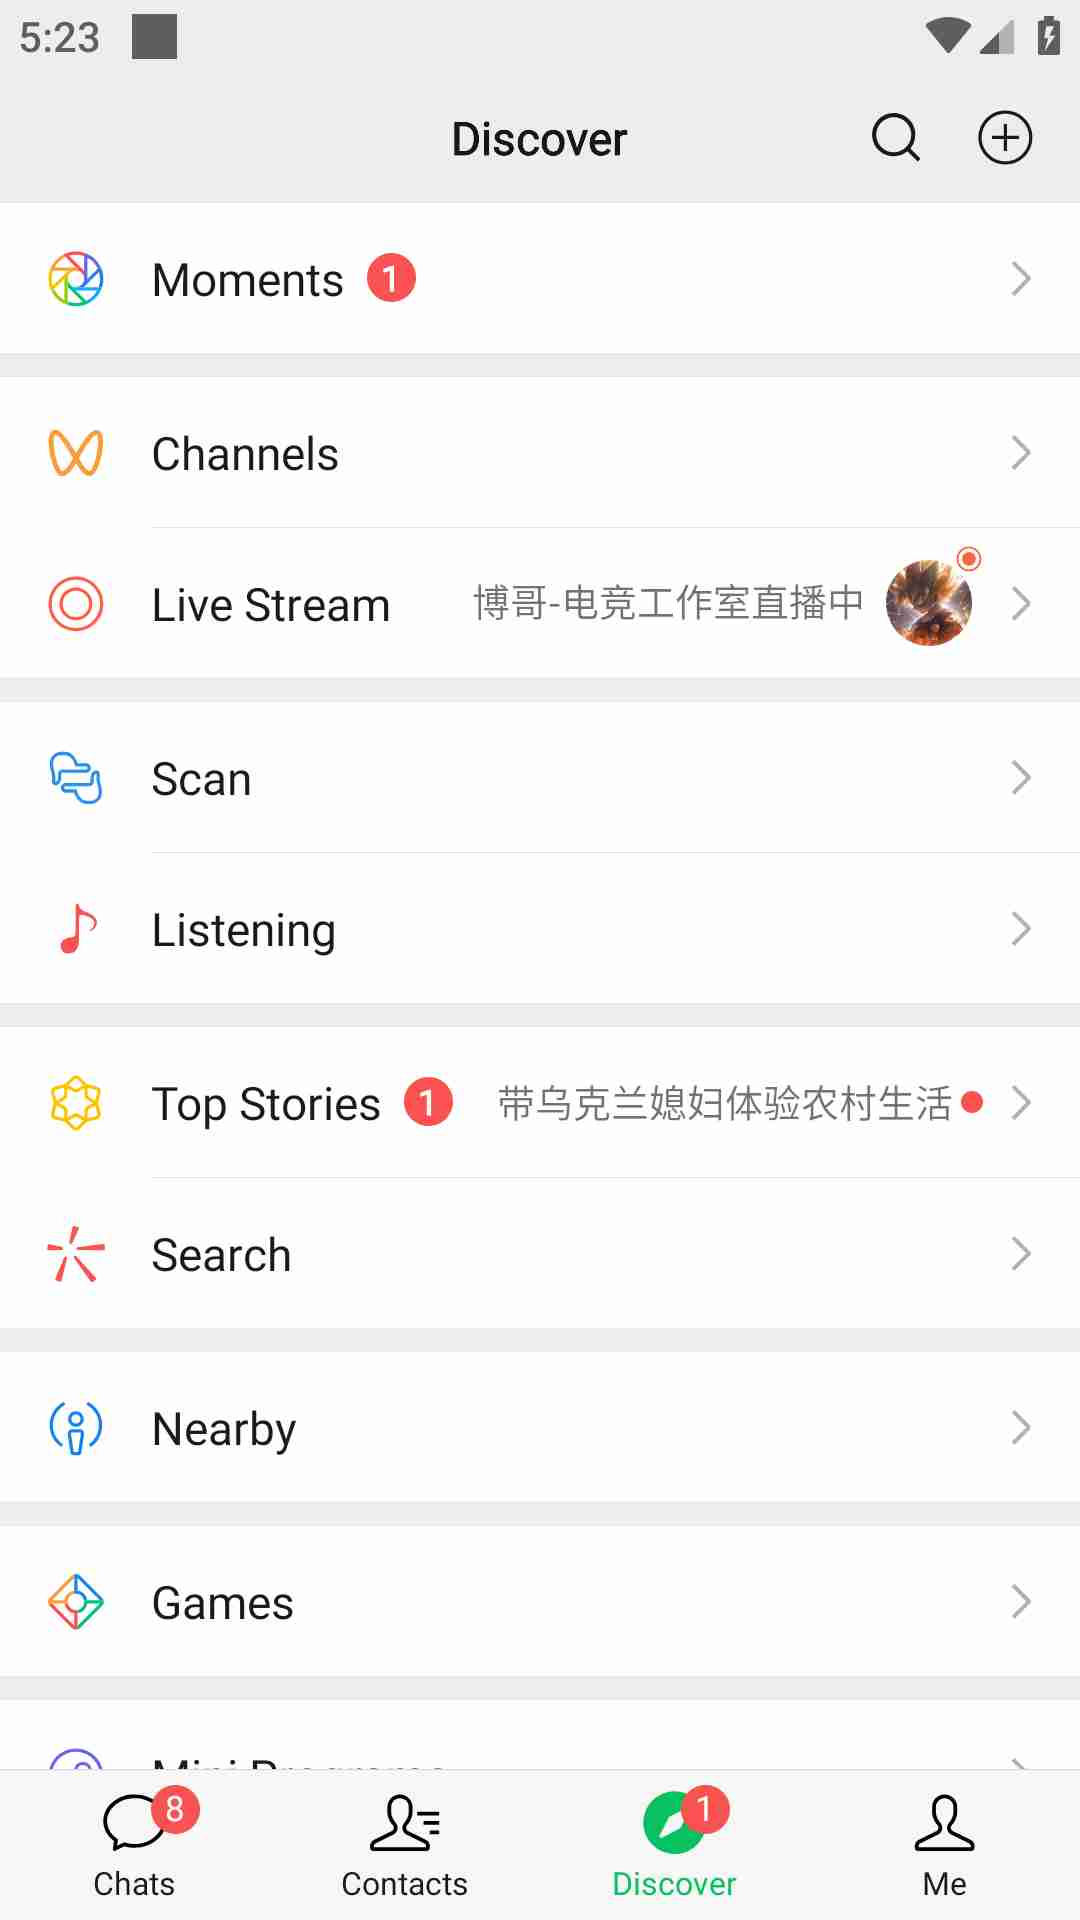 5:23
Discover
Moments 1
Channels
Live Stream 博哥-电竞工作室直播中
Scan
Listening
Top Stories 1 带乌克兰媳妇体验农村生活
Search
Nearby
Games
Mini Programs
8 1
Chats Contacts Discover Me